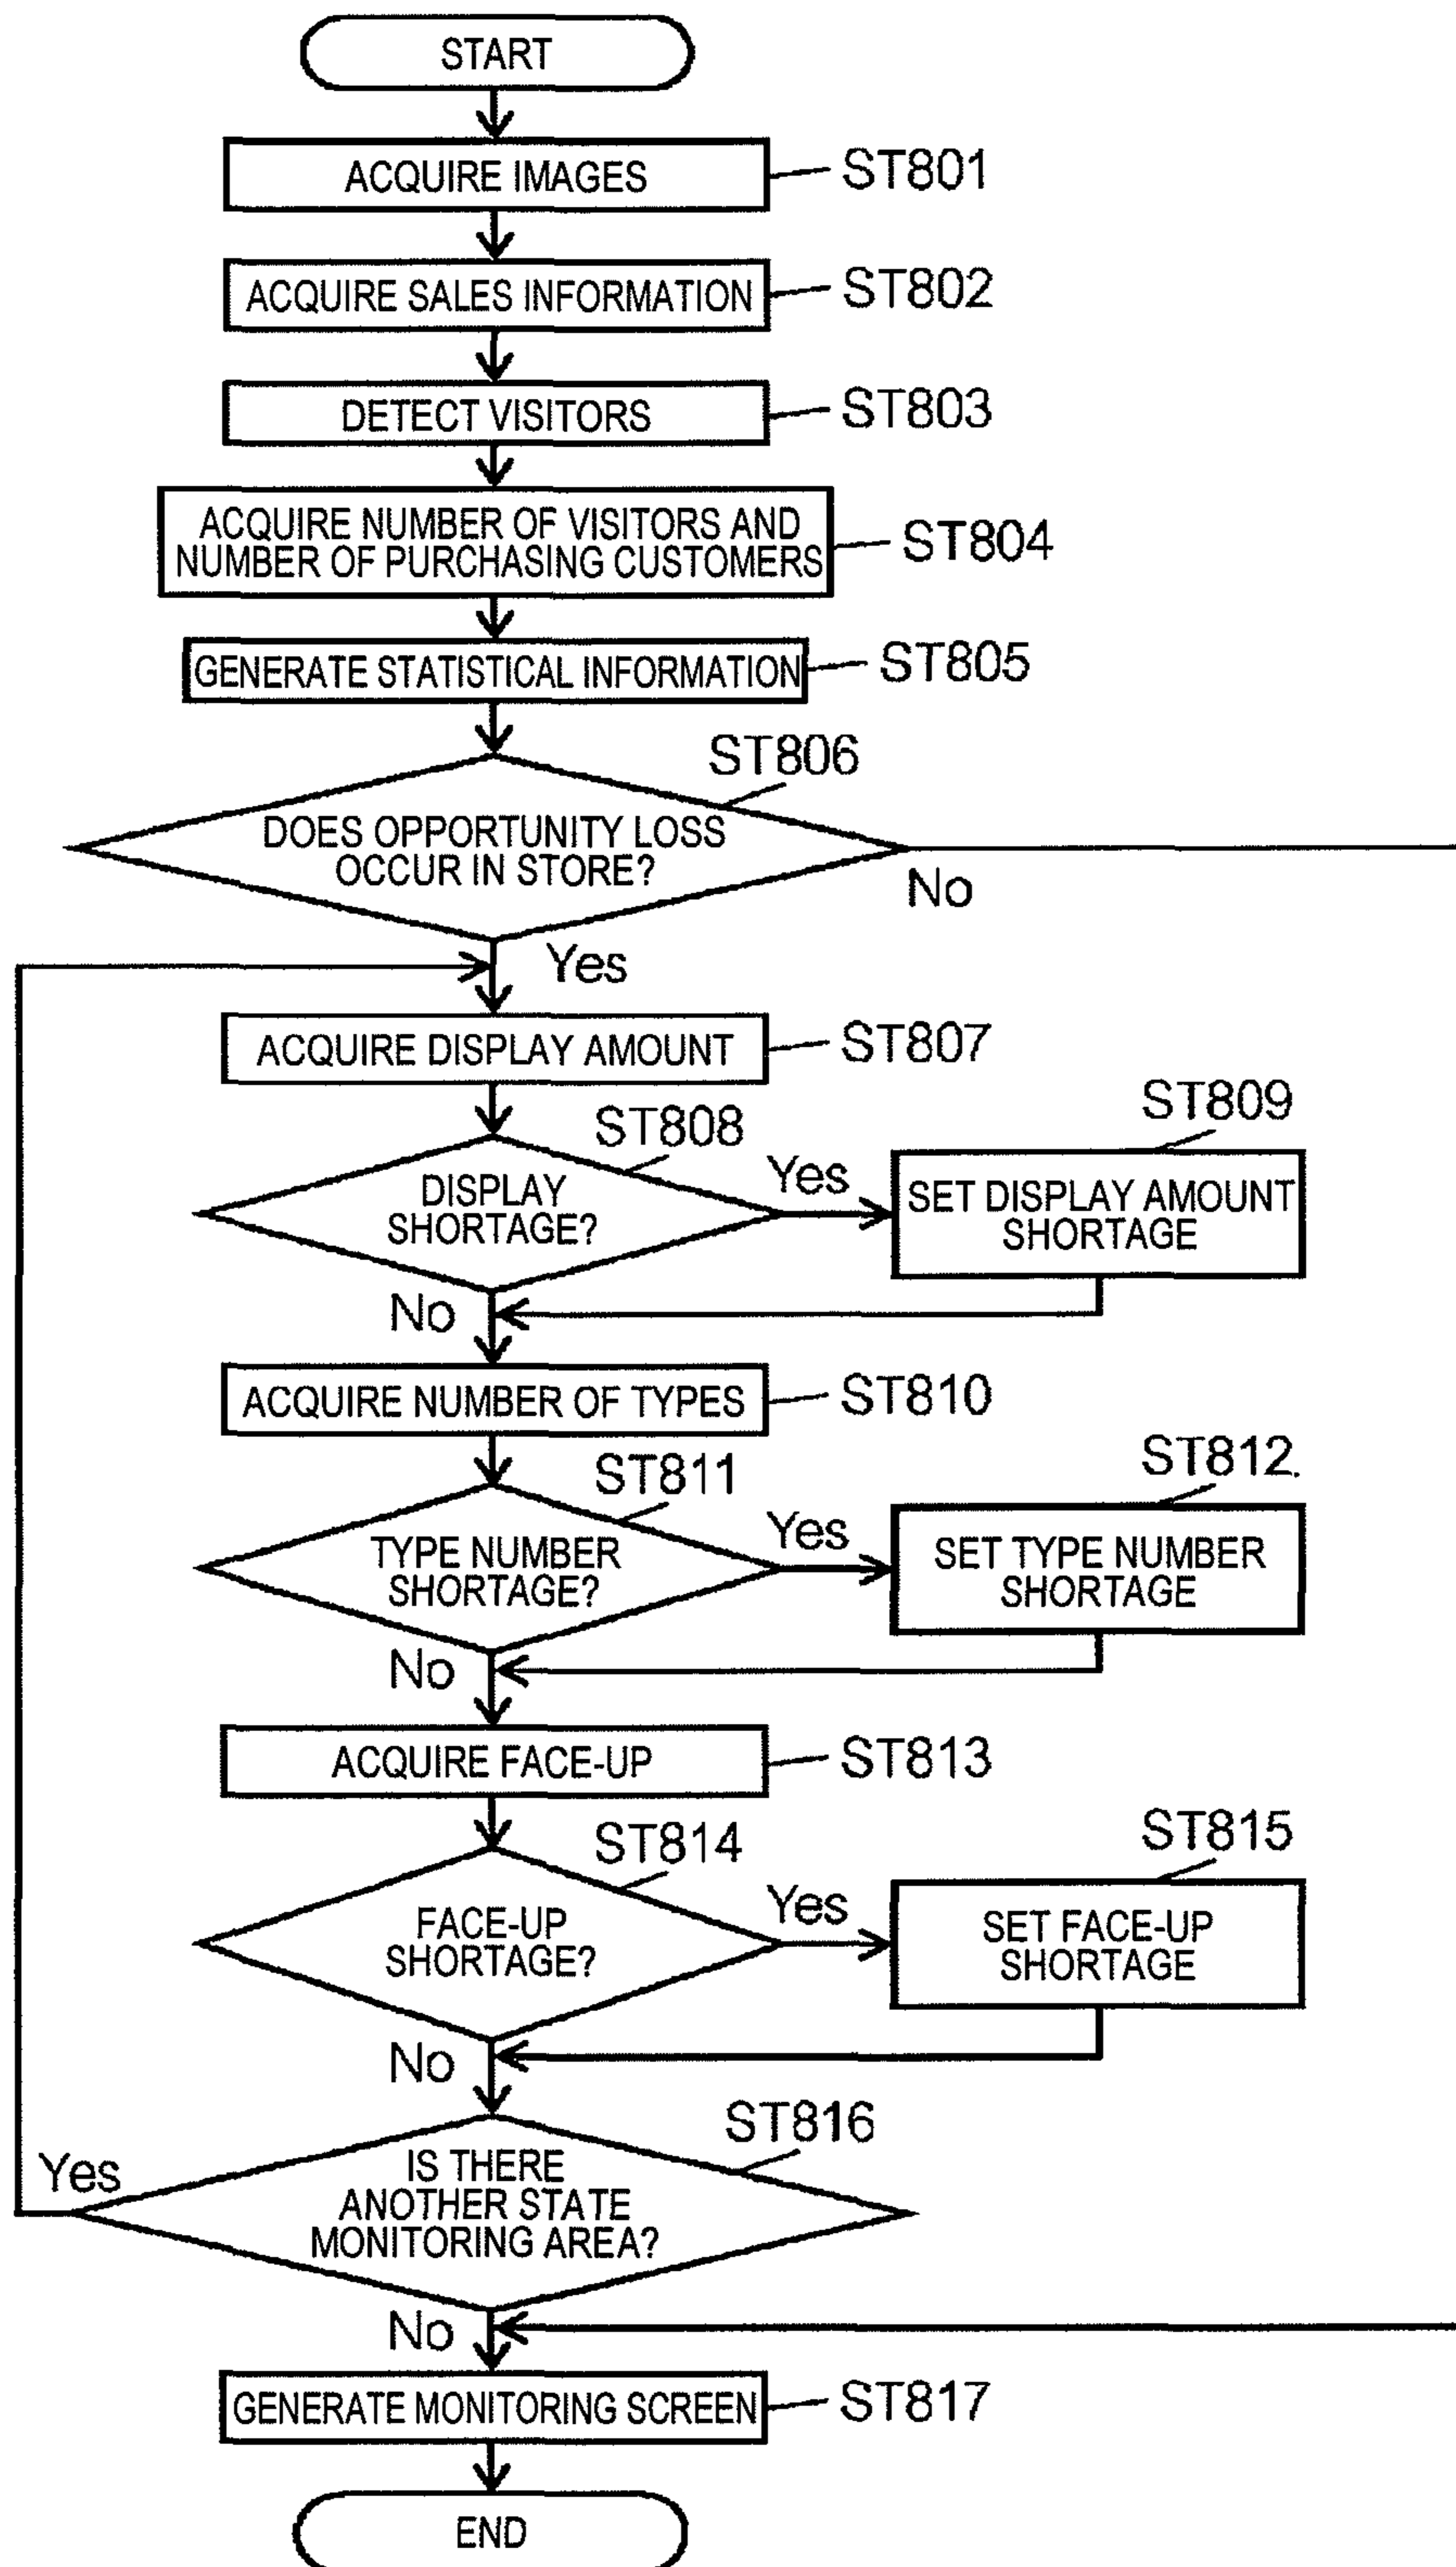 START
ACQUIRE IMAGES
ST801
ACQUIRE SALES INFORMATION
ST802
DETECT VISITORS
ST803
ACQUIRE NUMBER OF VISITORS AND
NUMBER OF PURCHASING CUSTOMERS
ST804
GENERATE STATISTICAL INFORMATION
ST805
ST806
DOES OPPORTUNITY LOSS
OCCUR IN STORE?
No
Yes
ACQUIRE DISPLAY AMOUNT
ST807
ST808
DISPLAY
SHORTAGE?
Yes
ST809
SET DISPLAY AMOUNT
SHORTAGE
No
ACQUIRE NUMBER OF TYPES
ST810
ST811
TYPE NUMBER
SHORTAGE?
Yes
ST812
SET TYPE NUMBER
SHORTAGE
No
ACQUIRE FACE-UP
ST813
ST814
FACE-UP
SHORTAGE?
Yes
ST815
SET FACE-UP
SHORTAGE
No
ST816
IS THERE
ANOTHER STATE
MONITORING AREA?
Yes
No
GENERATE MONITORING SCREEN
ST817
END